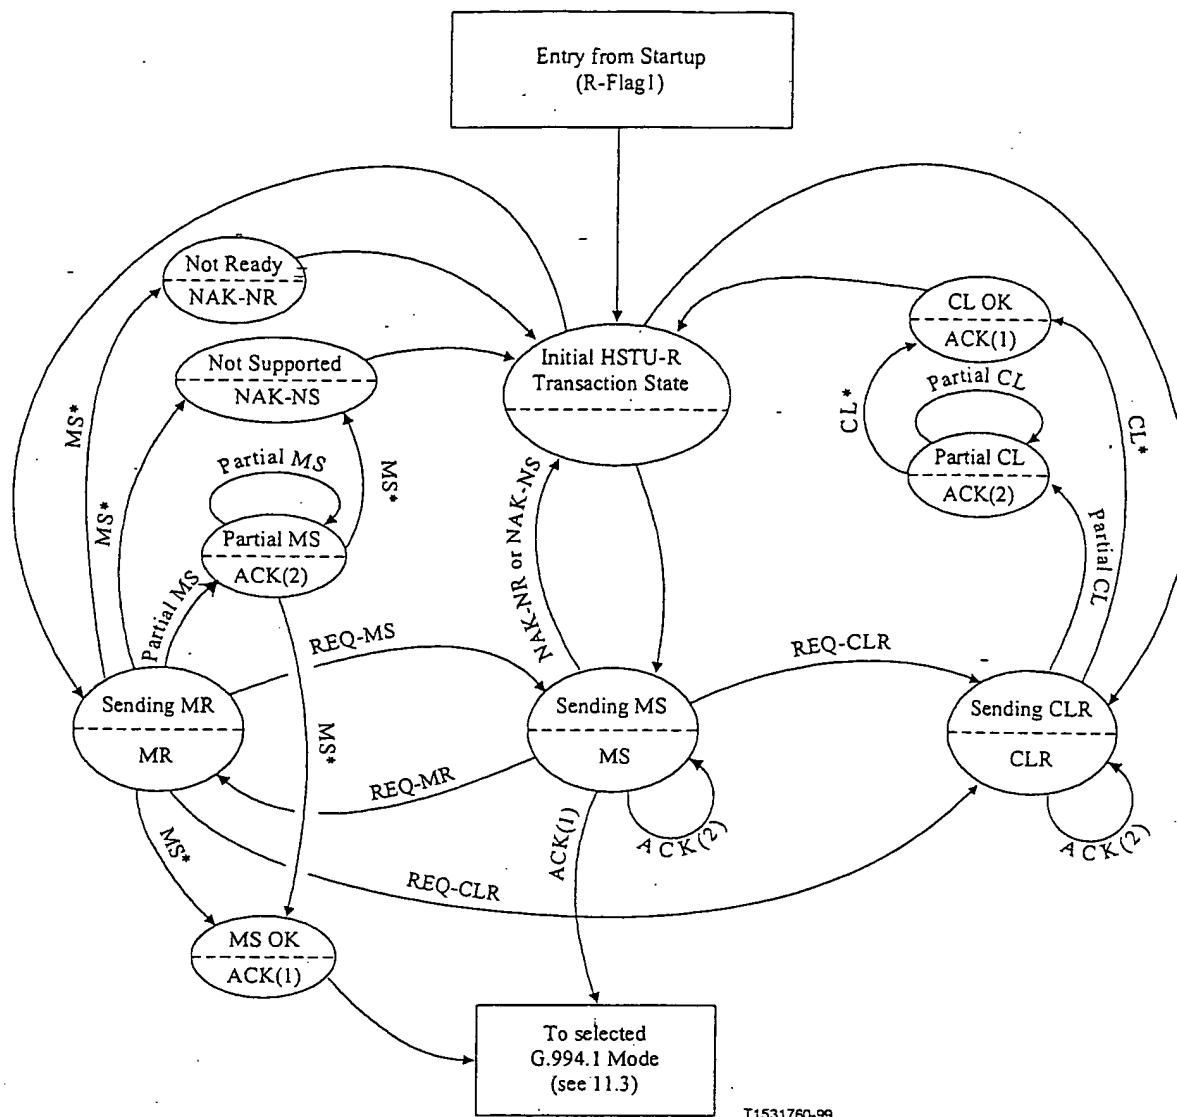 Entry from Startup
(R-Flag1)
Not Ready
NAK-NR
Not Supported
NAK-NS
Initial HSTU-R
Transaction State
CL OK
ACK(1)
Partial CL
CL*
CL*
Partial CL
ACK(2)
Partial CL
MS*
MS*
Partial MS
MS*
Partial MS
ACK(2)
Partial MS
NAK-NR or NAK-NS
REQ-MS
REQ-CLR
Sending MR
MR
MS*
Sending MS
MS
Sending CLR
CLR
REQ-MR
ACK(1)
ACK(2)
ACK(2)
MS*
REQ-CLR
MS OK
ACK(1)
To selected
G.994.1 Mode
(see 11.3)
T1531760-99